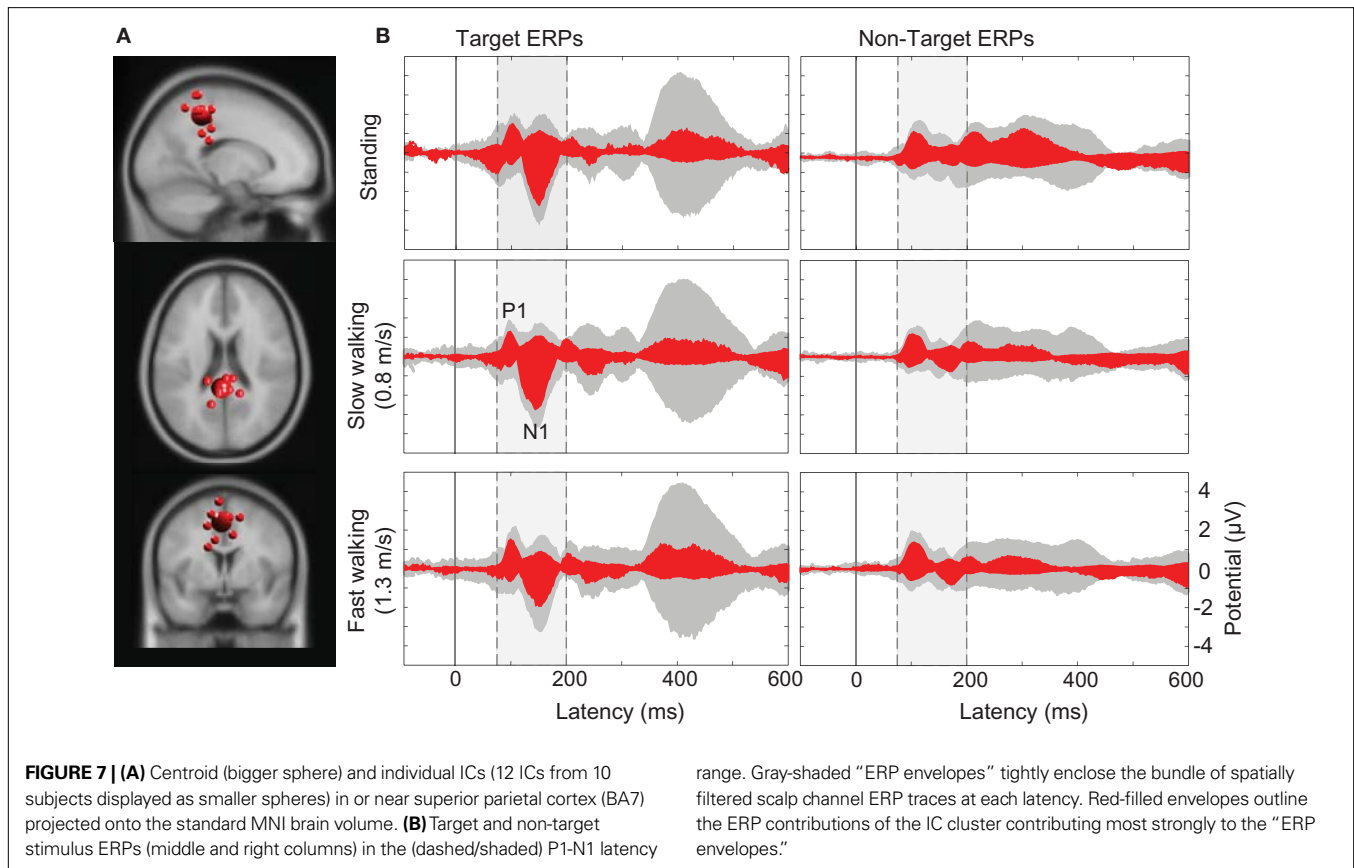 A
B
Target ERPs
Non-Target ERPs
Standing
P1
N1
Slow walking
(0.8 m/s)
Fast walking
(1.3 m/s)
4
2
0
-2
-4
Potential (µV)
0
200
400
600
0
200
400
600
Latency (ms)
Latency (ms)
FIGURE 7 | (A) Centroid (bigger sphere) and individual ICs (12 ICs from 10
subjects displayed as smaller spheres) in or near superior parietal cortex (BA7)
projected onto the standard MNI brain volume. (B) Target and non-target
stimulus ERPs (middle and right columns) in the (dashed/shaded) P1-N1 latency
range. Gray-shaded “ERP envelopes” tightly enclose the bundle of spatially
filtered scalp channel ERP traces at each latency. Red-filled envelopes outline
the ERP contributions of the IC cluster contributing most strongly to the “ERP
envelopes.”